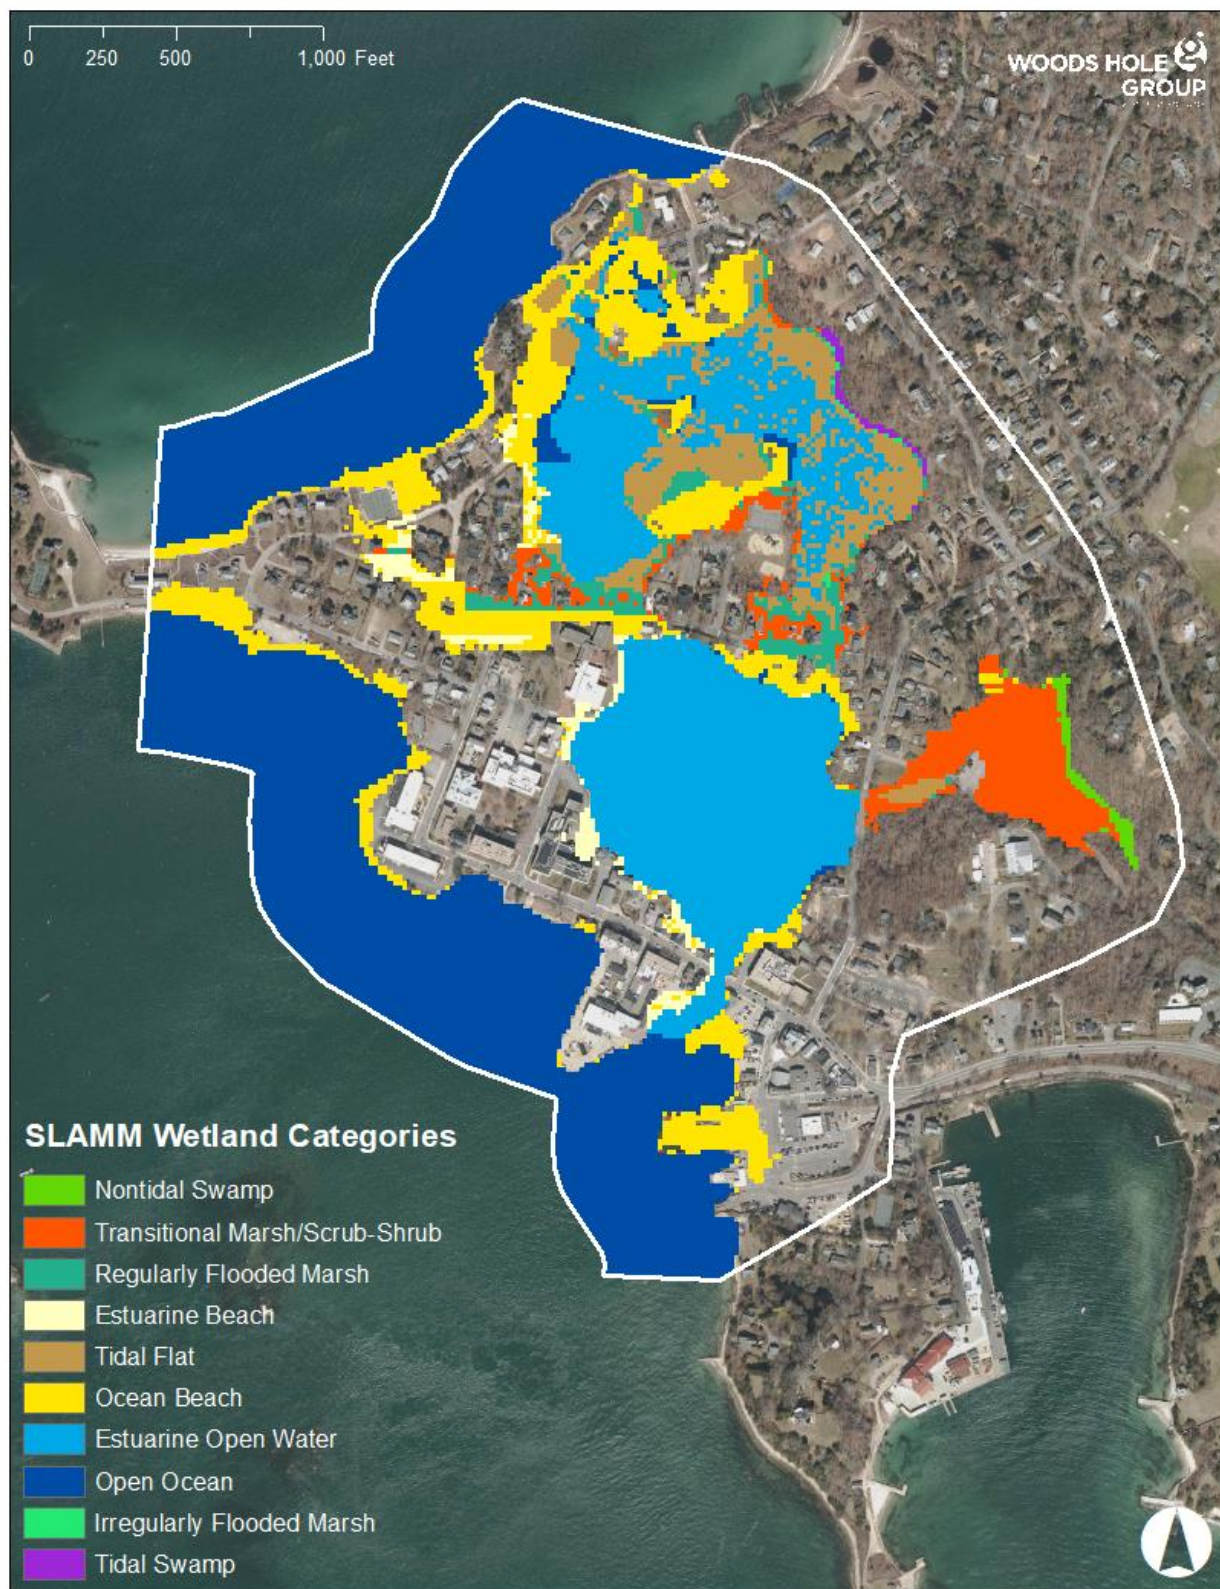 0 250 500 1,000 Feet
WOODS HOLE
GROUP
SLAMM Wetland Categories
Nontidal Swamp
Transitional Marsh/Scrub-Shrub
Regularly Flooded Marsh
Estuarine Beach
Tidal Flat
Ocean Beach
Estuarine Open Water
Open Ocean
Irregularly Flooded Marsh
Tidal Swamp